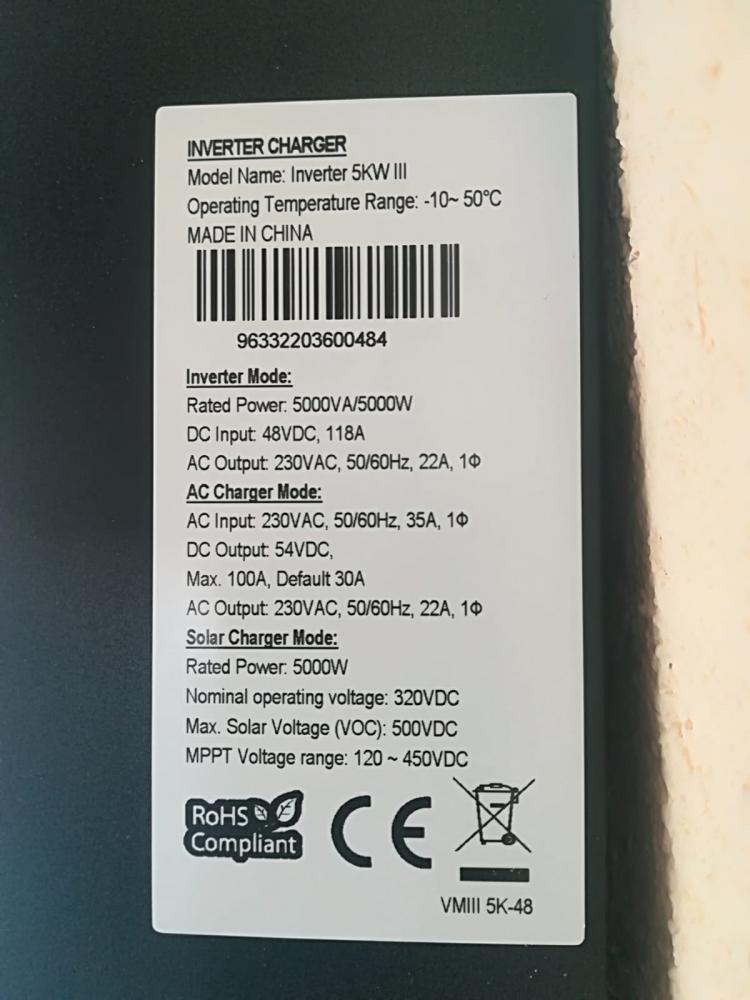 INVERTER CHARGER
Model Name: Inverter 5KW III
Operating Temperature Range: -10~ 50°C
MADE IN CHINA
96332203600484
Inverter Mode:
Rated Power: 5000VA/5000W
DC Input: 48VDC, 118A
AC Output: 230VAC, 50/60Hz, 22A, 1Φ
AC Charger Mode:
AC Input: 230VAC, 50/60Hz, 35A, 1Φ
DC Output: 54VDC,
Max. 100A, Default 30A
AC Output: 230VAC, 50/60Hz, 22A, 1Φ
Solar Charger Mode:
Rated Power: 5000W
Nominal operating voltage: 320VDC
Max. Solar Voltage (VOC): 500VDC
MPPT Voltage range: 120 ~ 450VDC
RoHS
Compliant
CE
VMIII 5K-48